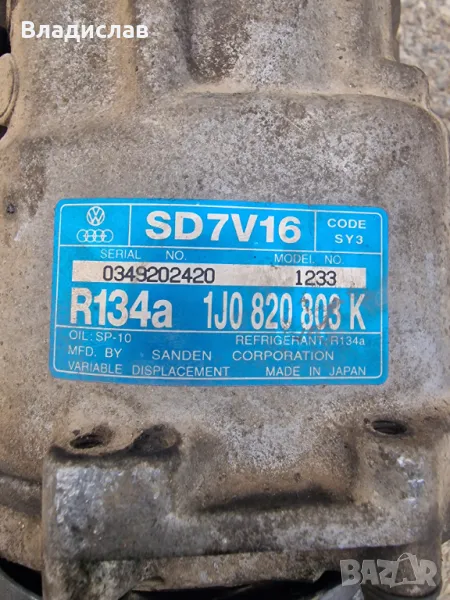 Владислав
SD7V16
CODE
SY3
SERIAL NO.
MODEL NO.
0349202420
1233
R134a
1J0 820 803 K
OIL: SP-10
REFRIGERANT: R134a
MFD. BY SANDEN CORPORATION
VARIABLE DISPLACEMENT
MADE IN JAPAN
BAZAR